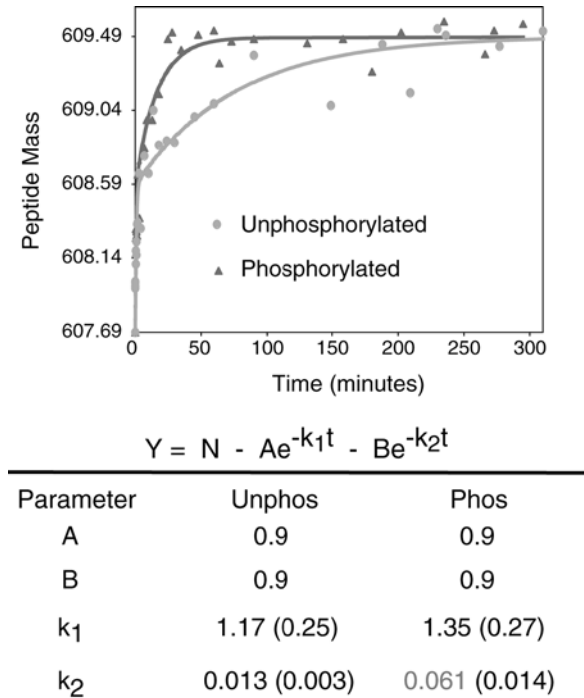 609.49
609.04
608.59
608.14
607.69
Peptide Mass
Unphosphorylated
Phosphorylated
0 50 100 150 200 250 300
Time (minutes)
Y = N - Ae^-k₁t - Be^-k₂t
Parameter Unphos Phos
A 0.9 0.9
B 0.9 0.9
k₁ 1.17 (0.25) 1.35 (0.27)
k₂ 0.013 (0.003) 0.061 (0.014)